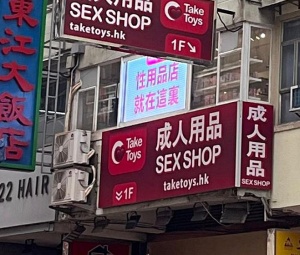 成人用品
SEX SHOP
taketoys.hk
Take
Toys
1F
東江大飯店
性用品店
就在這裏
Take
Toys
成人用品
SEX SHOP
taketoys.hk
1F
成人用品
SEX SHOP
22 HAIR